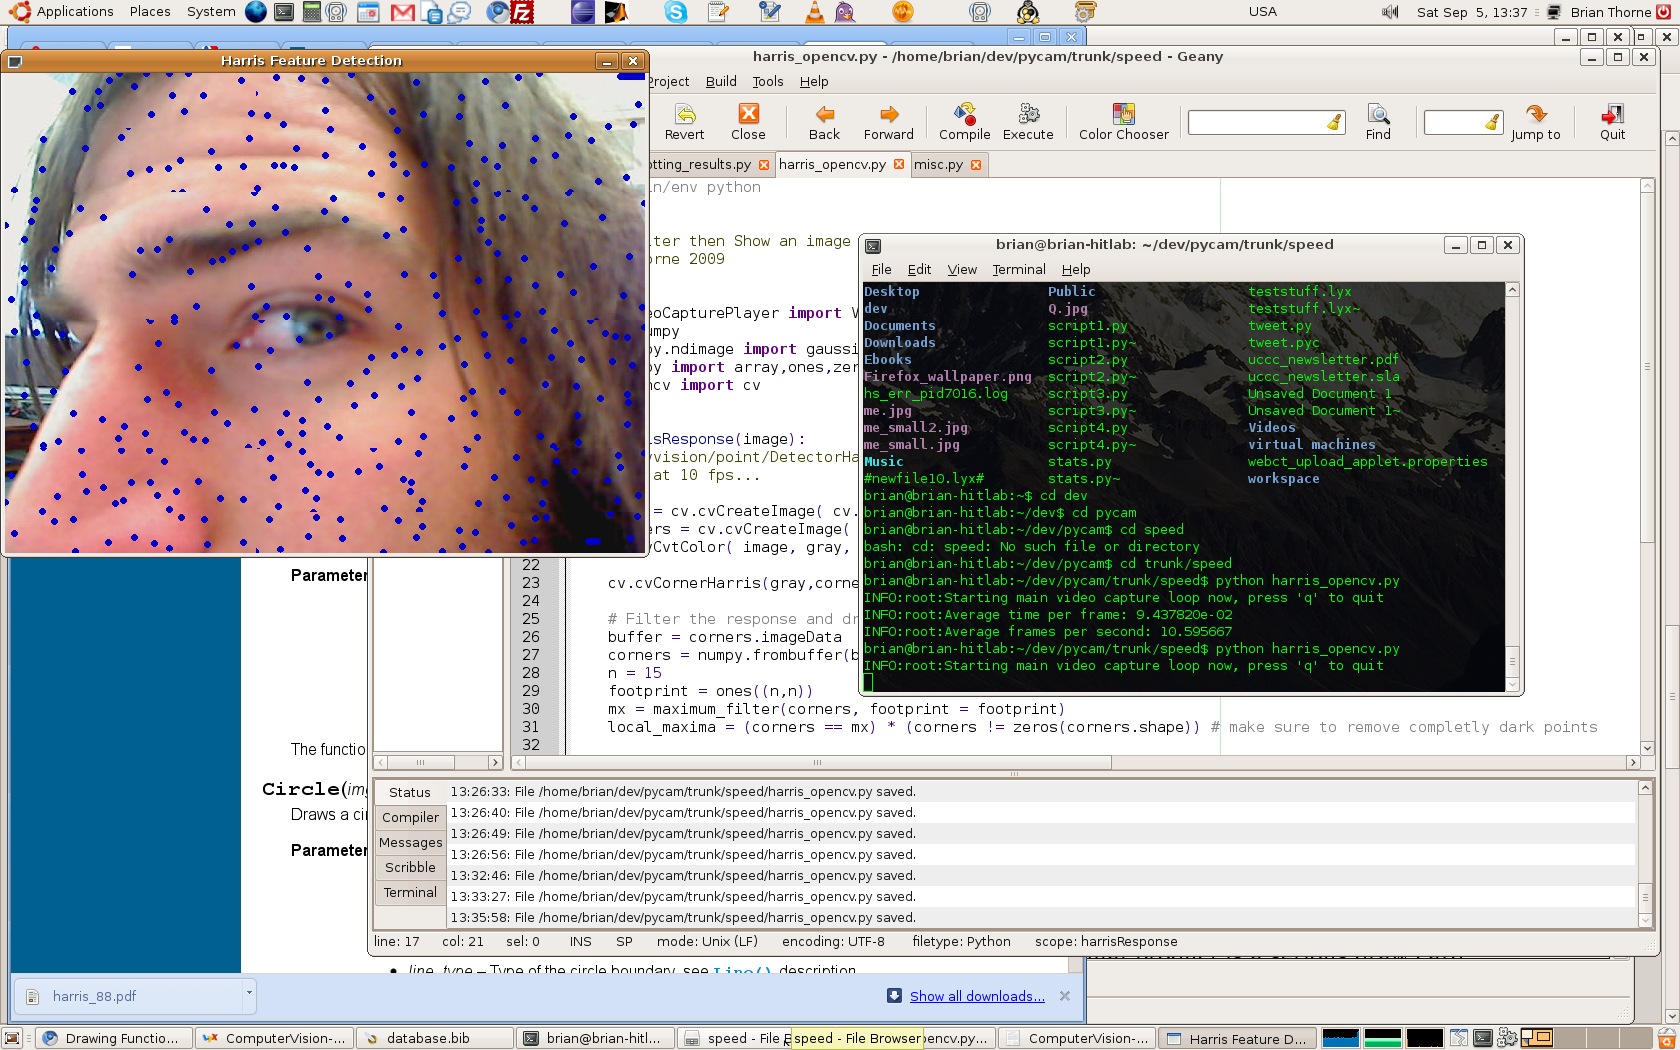 Applications Places System USA Sat Sep 5, 13:37 Brian Thorne
Harris Feature Detection
harris_opencv.py - /home/brian/dev/pycam/trunk/speed - Geany
Project Build Tools Help
Revert Close Back Forward Compile Execute Color Chooser Find Jump to Quit
otting_results.py harris_opencv.py misc.py
in/env python
lter then Show an image
orne 2009
eoCapturePlayer import V
umpy
py.ndimage import gaussi
py import array,ones,zer
ncv import cv
isResponse(image):
yvision/point/DetectorHa
at 10 fps...
= cv.cvCreateImage( cv.
ers = cv.cvCreateImage(
vCvtColor( image, gray,
22
23 cv.cvCornerHarris(gray,corne
24
25 # Filter the response and dr
26 buffer = corners.imageData
27 corners = numpy.frombuffer(b
28 n = 15
29 footprint = ones((n,n))
30 mx = maximum_filter(corners, footprint = footprint)
31 local_maxima = (corners == mx) * (corners != zeros(corners.shape)) # make sure to remove completly dark points
32
brian@brian-hitlab: ~/dev/pycam/trunk/speed
File Edit View Terminal Help
Desktop Public teststuff.lyx
dev Q.jpg teststuff.lyx~
Documents script1.py tweet.py
Downloads script1.py~ tweet.pyc
Ebooks script2.py uccc_newsletter.pdf
Firefox_wallpaper.png script2.py~ uccc_newsletter.sla
hs_err_pid7016.log script3.py Unsaved Document 1
me.jpg script3.py~ Unsaved Document 1~
me_small2.jpg script4.py Videos
me_small.jpg script4.py~ virtual machines
Music stats.py webct_upload_applet.properties
#newfile10.lyx# stats.py~ workspace
brian@brian-hitlab:~$ cd dev
brian@brian-hitlab:~/dev$ cd pycam
brian@brian-hitlab:~/dev/pycam$ cd speed
bash: cd: speed: No such file or directory
brian@brian-hitlab:~/dev/pycam$ cd trunk/speed
brian@brian-hitlab:~/dev/pycam/trunk/speed$ python harris_opencv.py
INFO:root:Starting main video capture loop now, press 'q' to quit
INFO:root:Average time per frame: 9.437820e-02
INFO:root:Average frames per second: 10.595667
brian@brian-hitlab:~/dev/pycam/trunk/speed$ python harris_opencv.py
INFO:root:Starting main video capture loop now, press 'q' to quit
Parameter
The functio
Circle(img
Draws a cir
Parameter
Status
Compiler
Messages
Scribble
Terminal
13:26:33: File /home/brian/dev/pycam/trunk/speed/harris_opencv.py saved.
13:26:40: File /home/brian/dev/pycam/trunk/speed/harris_opencv.py saved.
13:26:49: File /home/brian/dev/pycam/trunk/speed/harris_opencv.py saved.
13:26:56: File /home/brian/dev/pycam/trunk/speed/harris_opencv.py saved.
13:32:46: File /home/brian/dev/pycam/trunk/speed/harris_opencv.py saved.
13:33:27: File /home/brian/dev/pycam/trunk/speed/harris_opencv.py saved.
13:35:58: File /home/brian/dev/pycam/trunk/speed/harris_opencv.py saved.
line: 17 col: 21 sel: 0 INS SP mode: Unix (LF) encoding: UTF-8 filetype: Python scope: harrisResponse
line_type – Type of the circle boundary, see Line() description
harris_88.pdf Show all downloads...
Drawing Functio... ComputerVision-... database.bib brian@brian-hitl... speed - File speed - File Browser encv.py... ComputerVision-... Harris Feature D...